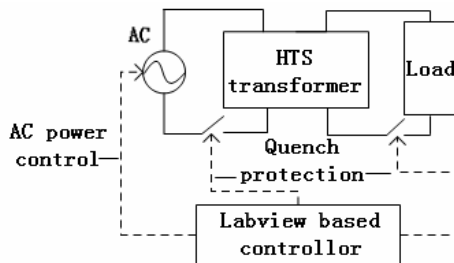 AC
HTS
transformer
Load
AC power
control
Quench
protection
Labview based
controllor